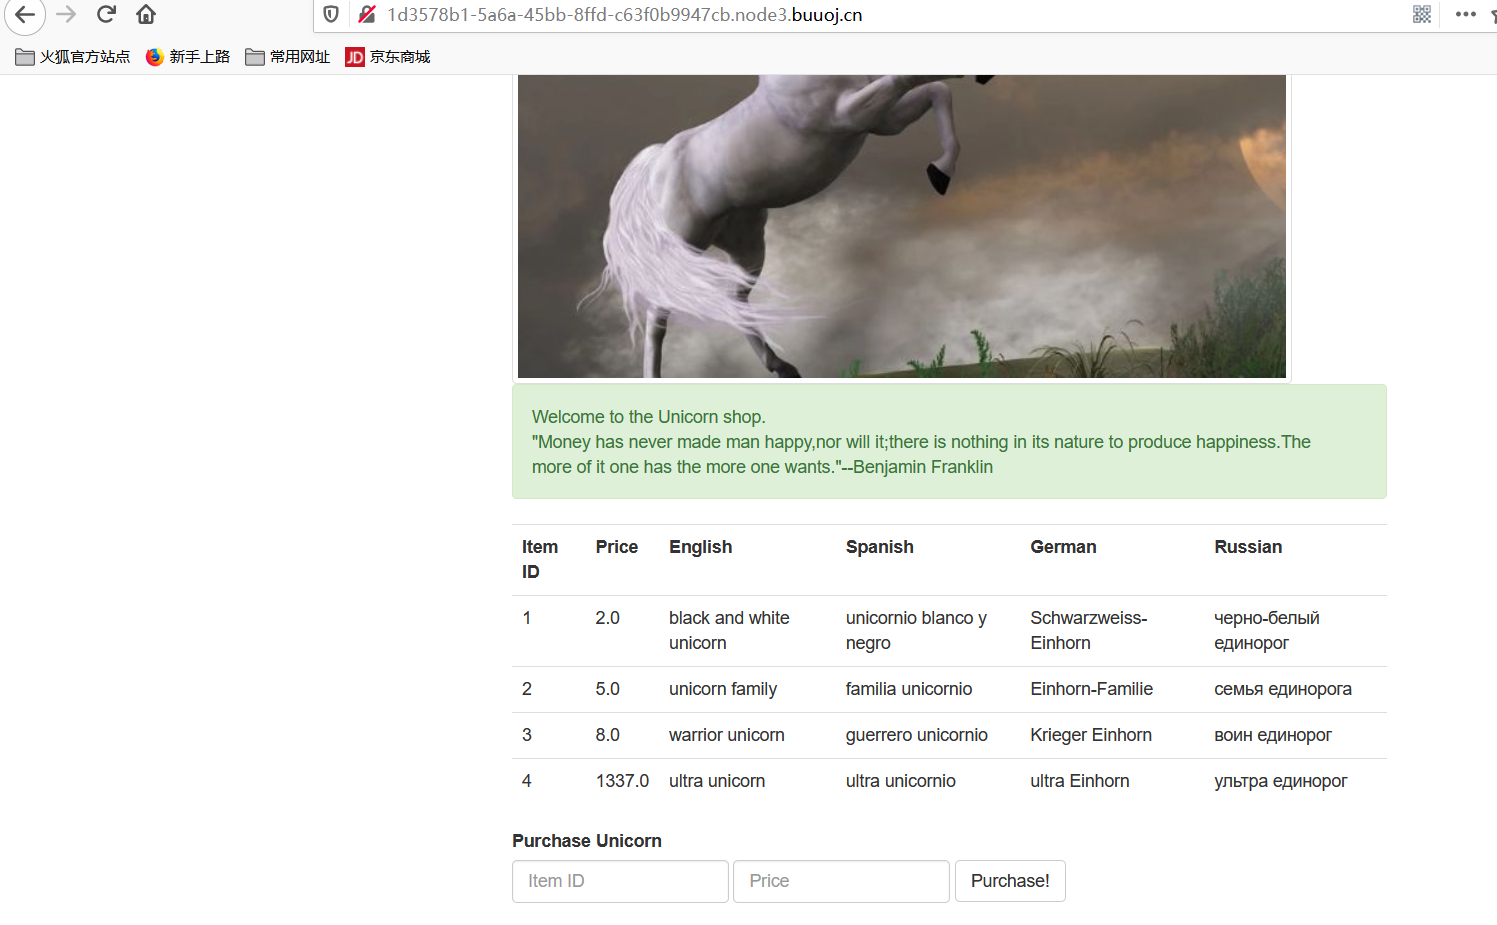 1d3578b1-5a6a-45bb-8ffd-c63f0b9947cb.node3.buuoj.cn
火狐官方站点 新手上路 常用网址 JD 京东商城
Welcome to the Unicorn shop.
"Money has never made man happy,nor will it;there is nothing in its nature to produce happiness.The
more of it one has the more one wants."--Benjamin Franklin
Item ID Price English Spanish German Russian
1 2.0 black and white unicorn unicornio blanco y negro Schwarzweiss-Einhorn черно-белый единорог
2 5.0 unicorn family familia unicornio Einhorn-Familie семья единорога
3 8.0 warrior unicorn guerrero unicornio Krieger Einhorn воин единорог
4 1337.0 ultra unicorn ultra unicornio ultra Einhorn ультра единорог
Purchase Unicorn
Item ID Price Purchase!